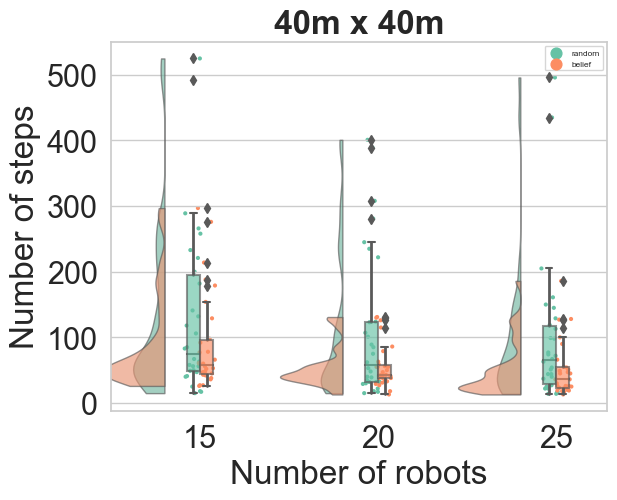 40m x 40m
random
belief
500
400
300
200
100
0
Number of steps
15 20 25
Number of robots